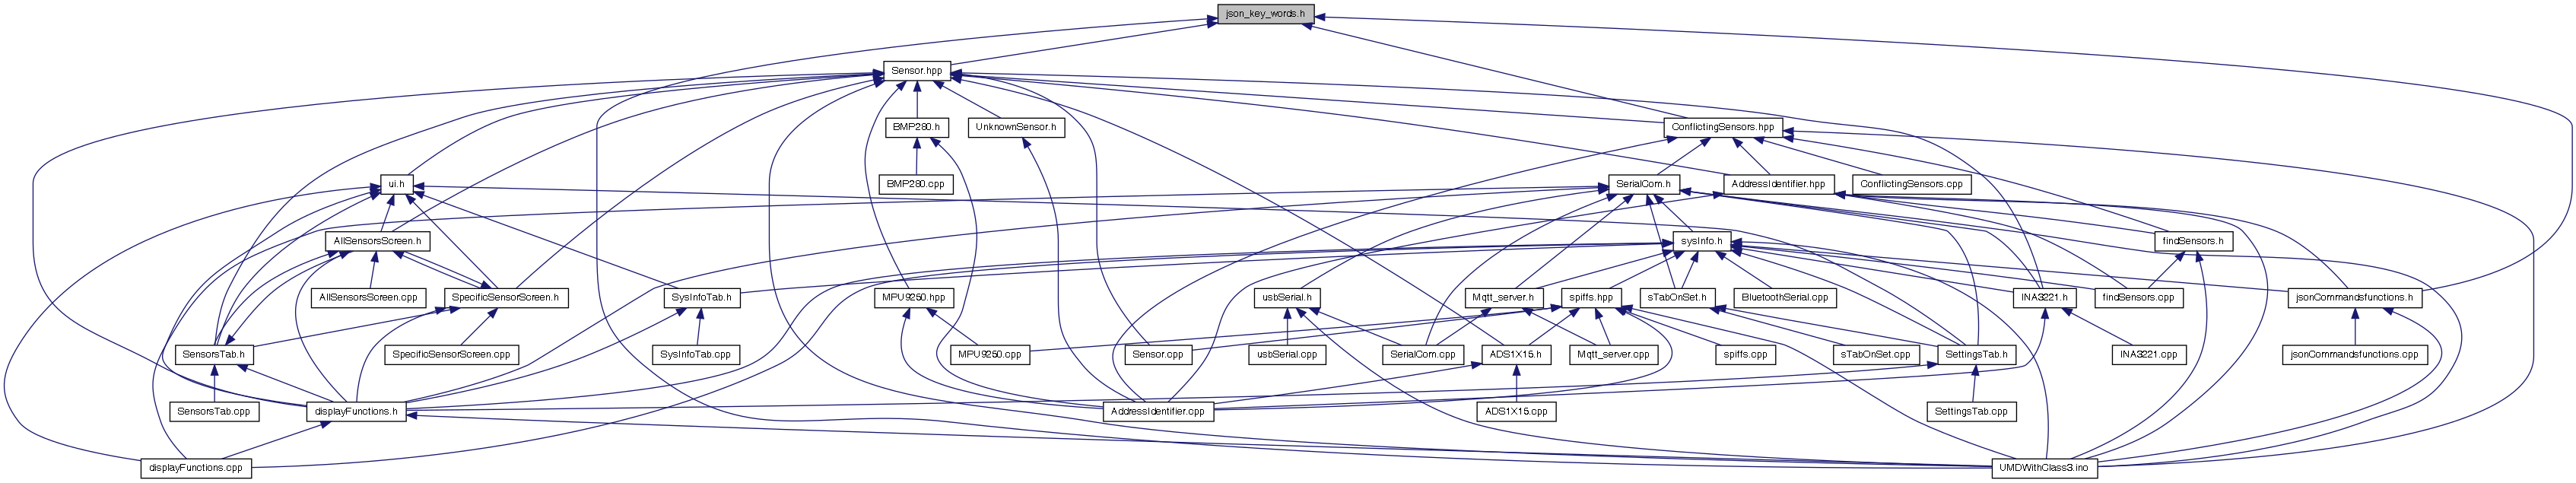 json_key_words.h
Sensor.hpp
BMP280.h
UnknownSensor.h
ConflictingSensors.hpp
ui.h
BMP280.cpp
SerialCom.h
AddressIdentifier.hpp
ConflictingSensors.cpp
AllSensorsScreen.h
sysInfo.h
findSensors.h
AllSensorsScreen.cpp
SpecificSensorScreen.h
SysInfoTab.h
MPU9250.hpp
usbSerial.h
Mqtt_server.h
spiffs.hpp
sTabOnSet.h
BluetoothSerial.cpp
INA3221.h
findSensors.cpp
jsonCommandsfunctions.h
SensorsTab.h
SpecificSensorScreen.cpp
SysInfoTab.cpp
MPU9250.cpp
Sensor.cpp
usbSerial.cpp
SerialCom.cpp
ADS1X15.h
Mqtt_server.cpp
spiffs.cpp
sTabOnSet.cpp
SettingsTab.h
INA3221.cpp
jsonCommandsfunctions.cpp
SensorsTab.cpp
displayFunctions.h
AddressIdentifier.cpp
ADS1X15.cpp
SettingsTab.cpp
displayFunctions.cpp
UMDWithClass3.ino